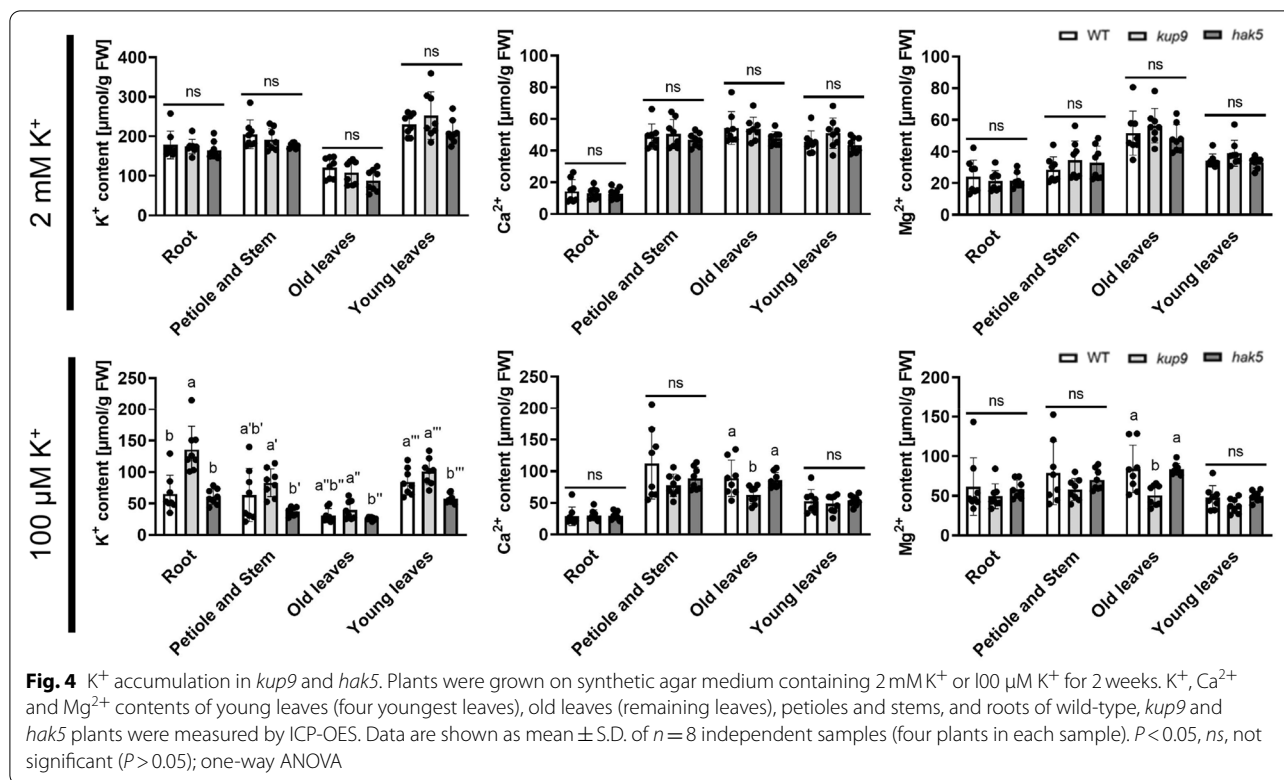 WT kup9 hak5
2 mM K+
K+ content [µmol/g FW]
400
300
200
100
0
ns
ns
ns
ns
Root
Petiole and Stem
Old leaves
Young leaves
Ca2+ content [µmol/g FW]
100
80
60
40
20
0
ns
ns
ns
ns
Root
Petiole and Stem
Old leaves
Young leaves
Mg2+ content [µmol/g FW]
100
80
60
40
20
0
ns
ns
ns
ns
Root
Petiole and Stem
Old leaves
Young leaves
WT kup9 hak5
100 µM K+
K+ content [µmol/g FW]
250
200
150
100
50
0
b a b
a'b' a' b'
a''b'' a'' b''
a''' a''' b'''
Root
Petiole and Stem
Old leaves
Young leaves
Ca2+ content [µmol/g FW]
250
200
150
100
50
0
ns
ns
a b a
ns
Root
Petiole and Stem
Old leaves
Young leaves
Mg2+ content [µmol/g FW]
200
150
100
50
0
ns
ns
a b a
ns
Root
Petiole and Stem
Old leaves
Young leaves
Fig. 4 K+ accumulation in kup9 and hak5. Plants were grown on synthetic agar medium containing 2 mM K+ or l00 µM K+ for 2 weeks. K+, Ca2+
and Mg2+ contents of young leaves (four youngest leaves), old leaves (remaining leaves), petioles and stems, and roots of wild-type, kup9 and
hak5 plants were measured by ICP-OES. Data are shown as mean ± S.D. of n = 8 independent samples (four plants in each sample). P < 0.05, ns, not
significant (P > 0.05); one-way ANOVA